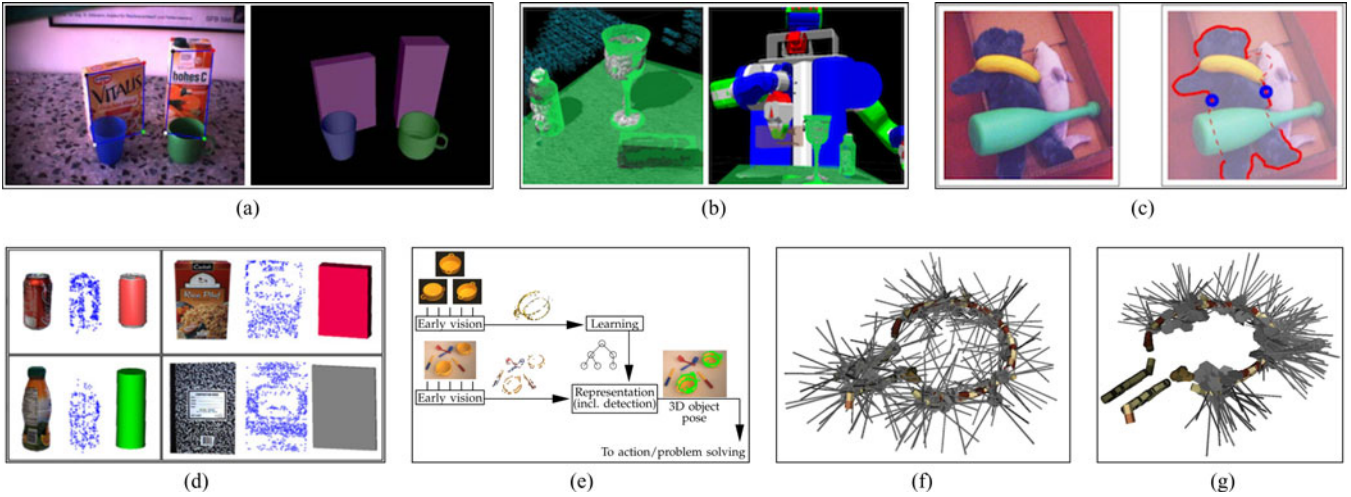 VITALIS
hohes C
(a)
(b)
(c)
Early vision
Learning
Early vision
Representation
(incl. detection)
3D object
pose
To action/problem solving
(d)
(e)
(f)
(g)